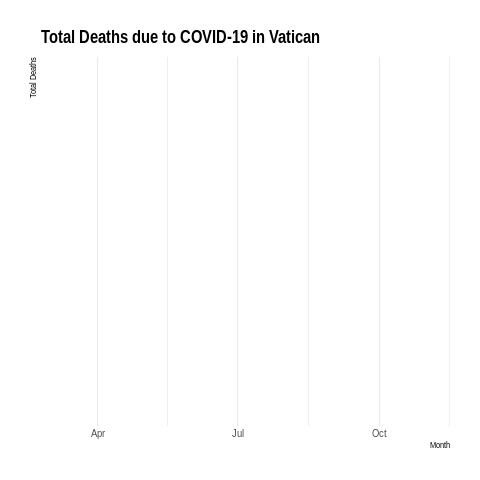 Total Deaths due to COVID-19 in Vatican
Total Deaths
Apr Jul Oct
Month